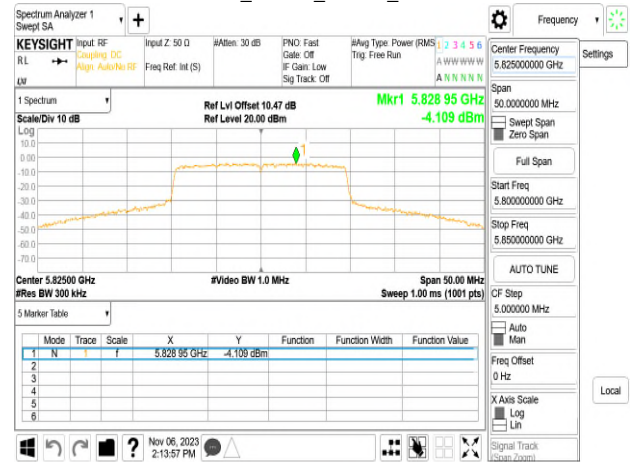 Spectrum Analyzer 1
Swept SA
+
Frequency
KEYSIGHT
RL
Input: RF
Coupling: DC
Align: Auto/No RF
Input Z: 50 Ω
Freq Ref: Int (S)
#Atten: 30 dB
PNO: Fast
Gate: Off
IF Gain: Low
Sig Track: Off
#Avg Type: Power (RMS
Trig: Free Run
1 2 3 4 5 6
A W W W W W
A N N N N N
Center Frequency
5.825000000 GHz
Settings
Span
50.0000000 MHz
Swept Span
Zero Span
Full Span
Start Freq
5.800000000 GHz
Stop Freq
5.850000000 GHz
AUTO TUNE
CF Step
5.000000 MHz
Auto
Man
Freq Offset
0 Hz
X Axis Scale
Log
Lin
Local
Signal Track
(Span Zoom)
1 Spectrum
Scale/Div 10 dB
Ref Lvl Offset 10.47 dB
Ref Level 20.00 dBm
Mkr1 5.828 95 GHz
-4.109 dBm
Log
10.0
0.00
-10.0
-20.0
-30.0
-40.0
-50.0
-60.0
-70.0
1
Center 5.82500 GHz
#Res BW 300 kHz
#Video BW 1.0 MHz
Span 50.00 MHz
Sweep 1.00 ms (1001 pts)
5 Marker Table
Mode Trace Scale X Y Function Function Width Function Value
1 N 1 f 5.828 95 GHz -4.109 dBm
2
3
4
5
6
?
Nov 06, 2023
2:13:57 PM